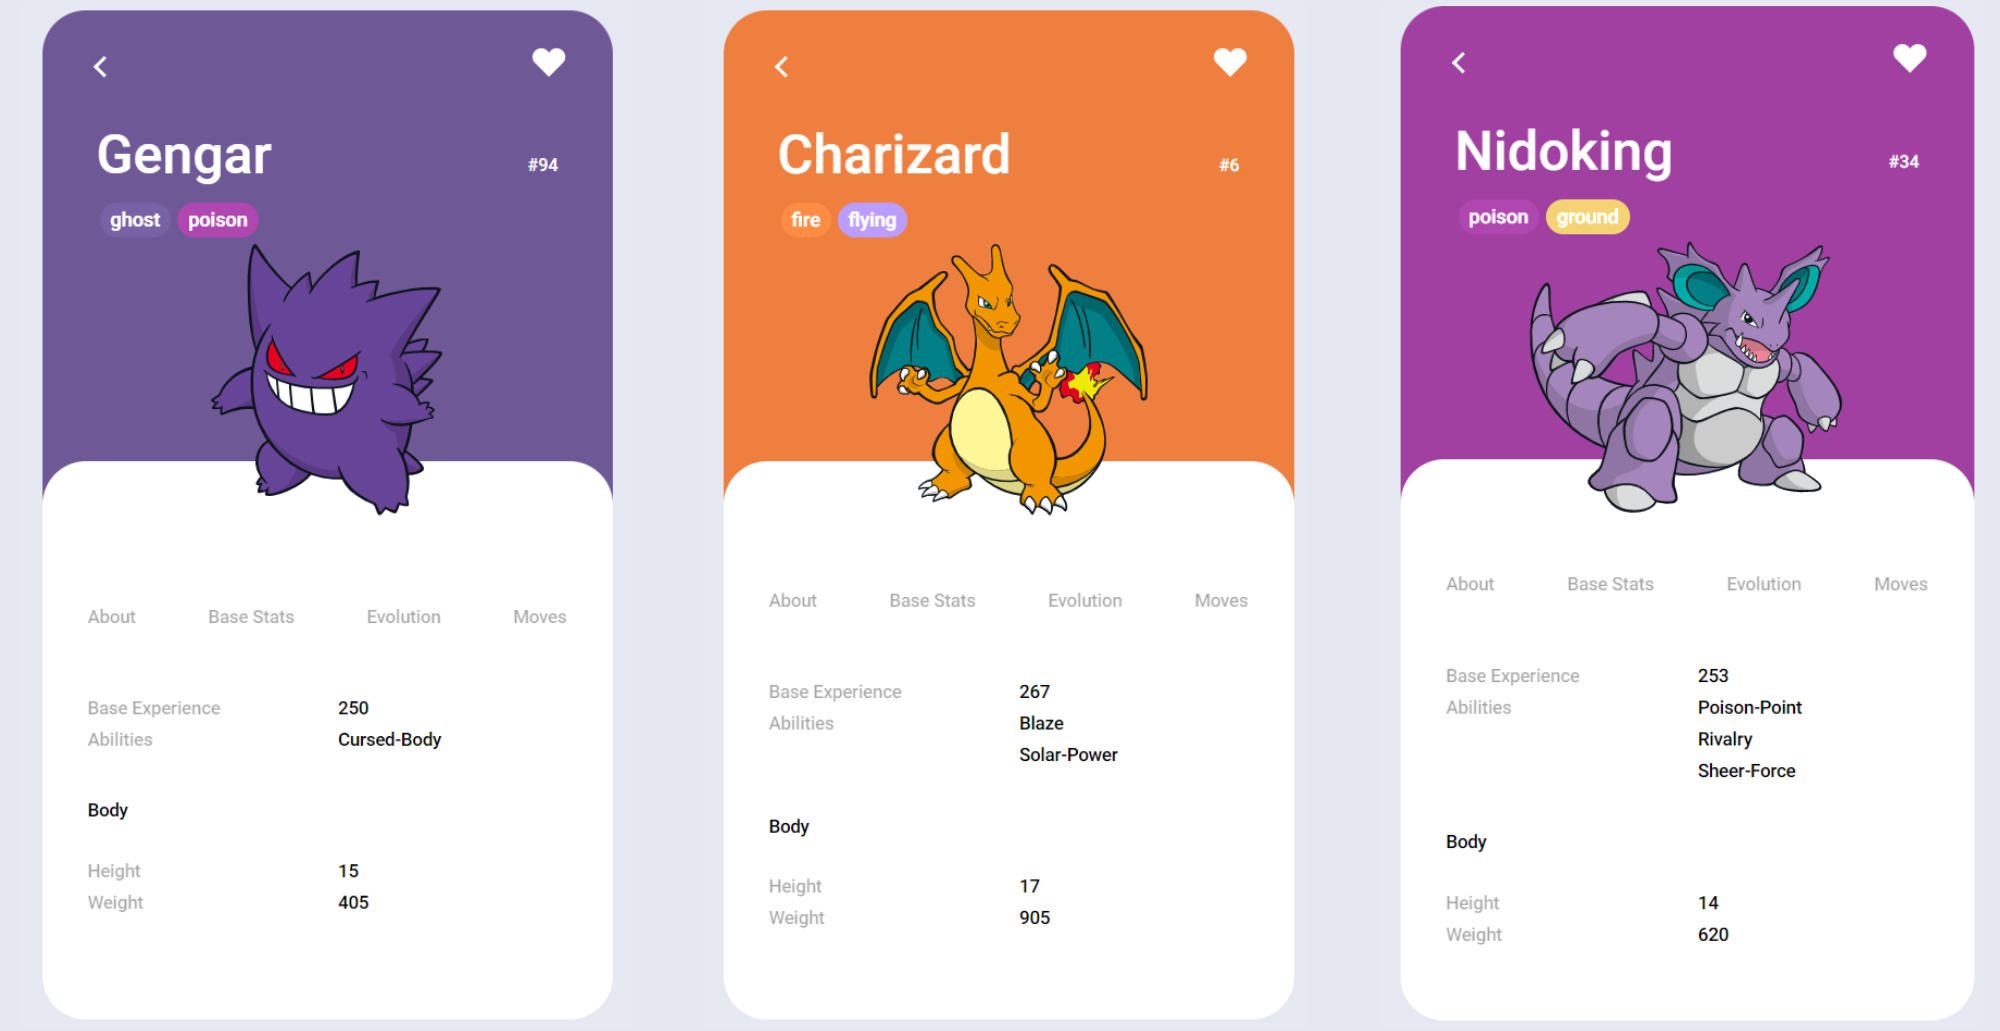 Gengar
#94
ghost poison
About Base Stats Evolution Moves
Base Experience 250
Abilities Cursed-Body
Body
Height 15
Weight 405
Charizard
#6
fire flying
About Base Stats Evolution Moves
Base Experience 267
Abilities Blaze
Solar-Power
Body
Height 17
Weight 905
Nidoking
#34
poison ground
About Base Stats Evolution Moves
Base Experience 253
Abilities Poison-Point
Rivalry
Sheer-Force
Body
Height 14
Weight 620